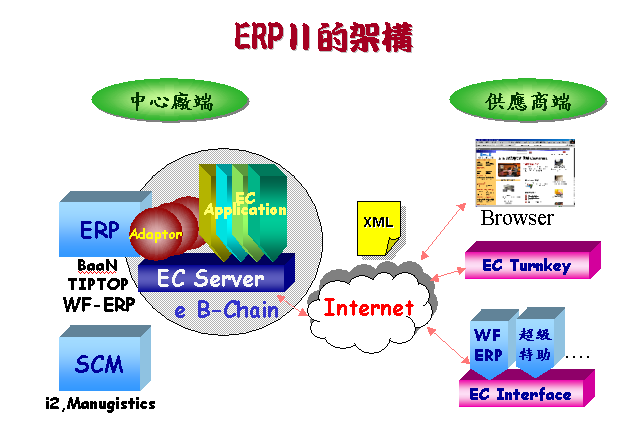 ERPⅡ的架構
中心廠端
供應商端
EC
Application
XML
Browser
ERP
Adaptor
BaaN
TIPTOP
WF-ERP
EC Server
e B-Chain
Internet
EC Turnkey
WF
ERP
超級
特助
....
EC Interface
SCM
i2,Manugistics